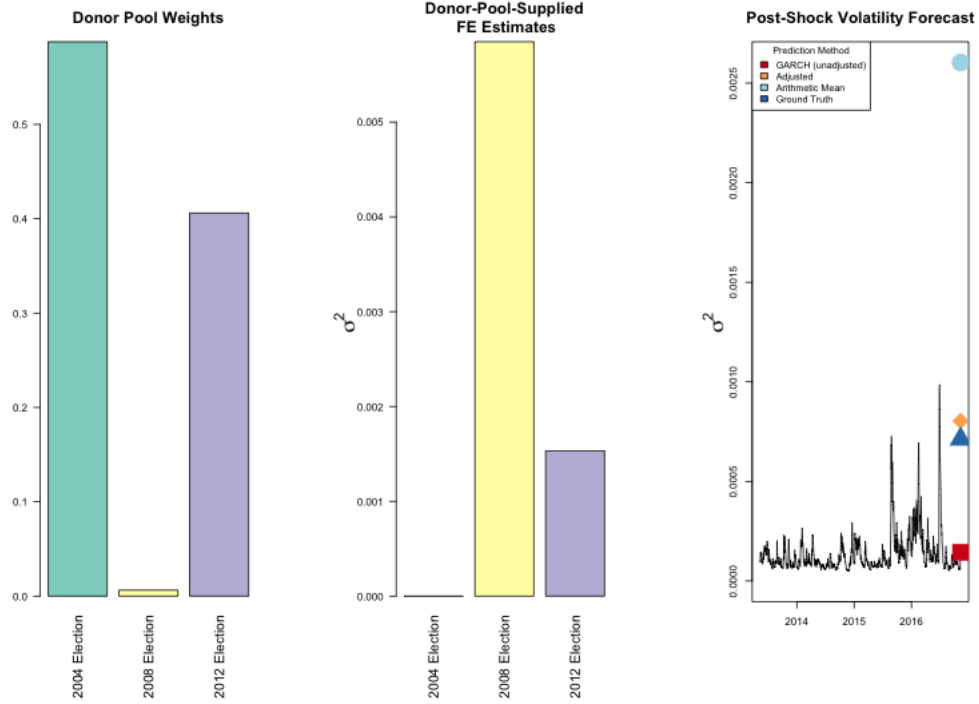 Donor Pool Weights
0.5
0.4
0.3
0.2
0.1
0.0
2004 Election
2008 Election
2012 Election
Donor-Pool-Supplied
FE Estimates
σ²
0.005
0.004
0.003
0.002
0.001
0.000
2004 Election
2008 Election
2012 Election
Post-Shock Volatility Forecast
Prediction Method
GARCH (unadjusted)
Adjusted
Arithmetic Mean
Ground Truth
σ²
0.0025
0.0020
0.0015
0.0010
0.0005
0.0000
2014
2015
2016